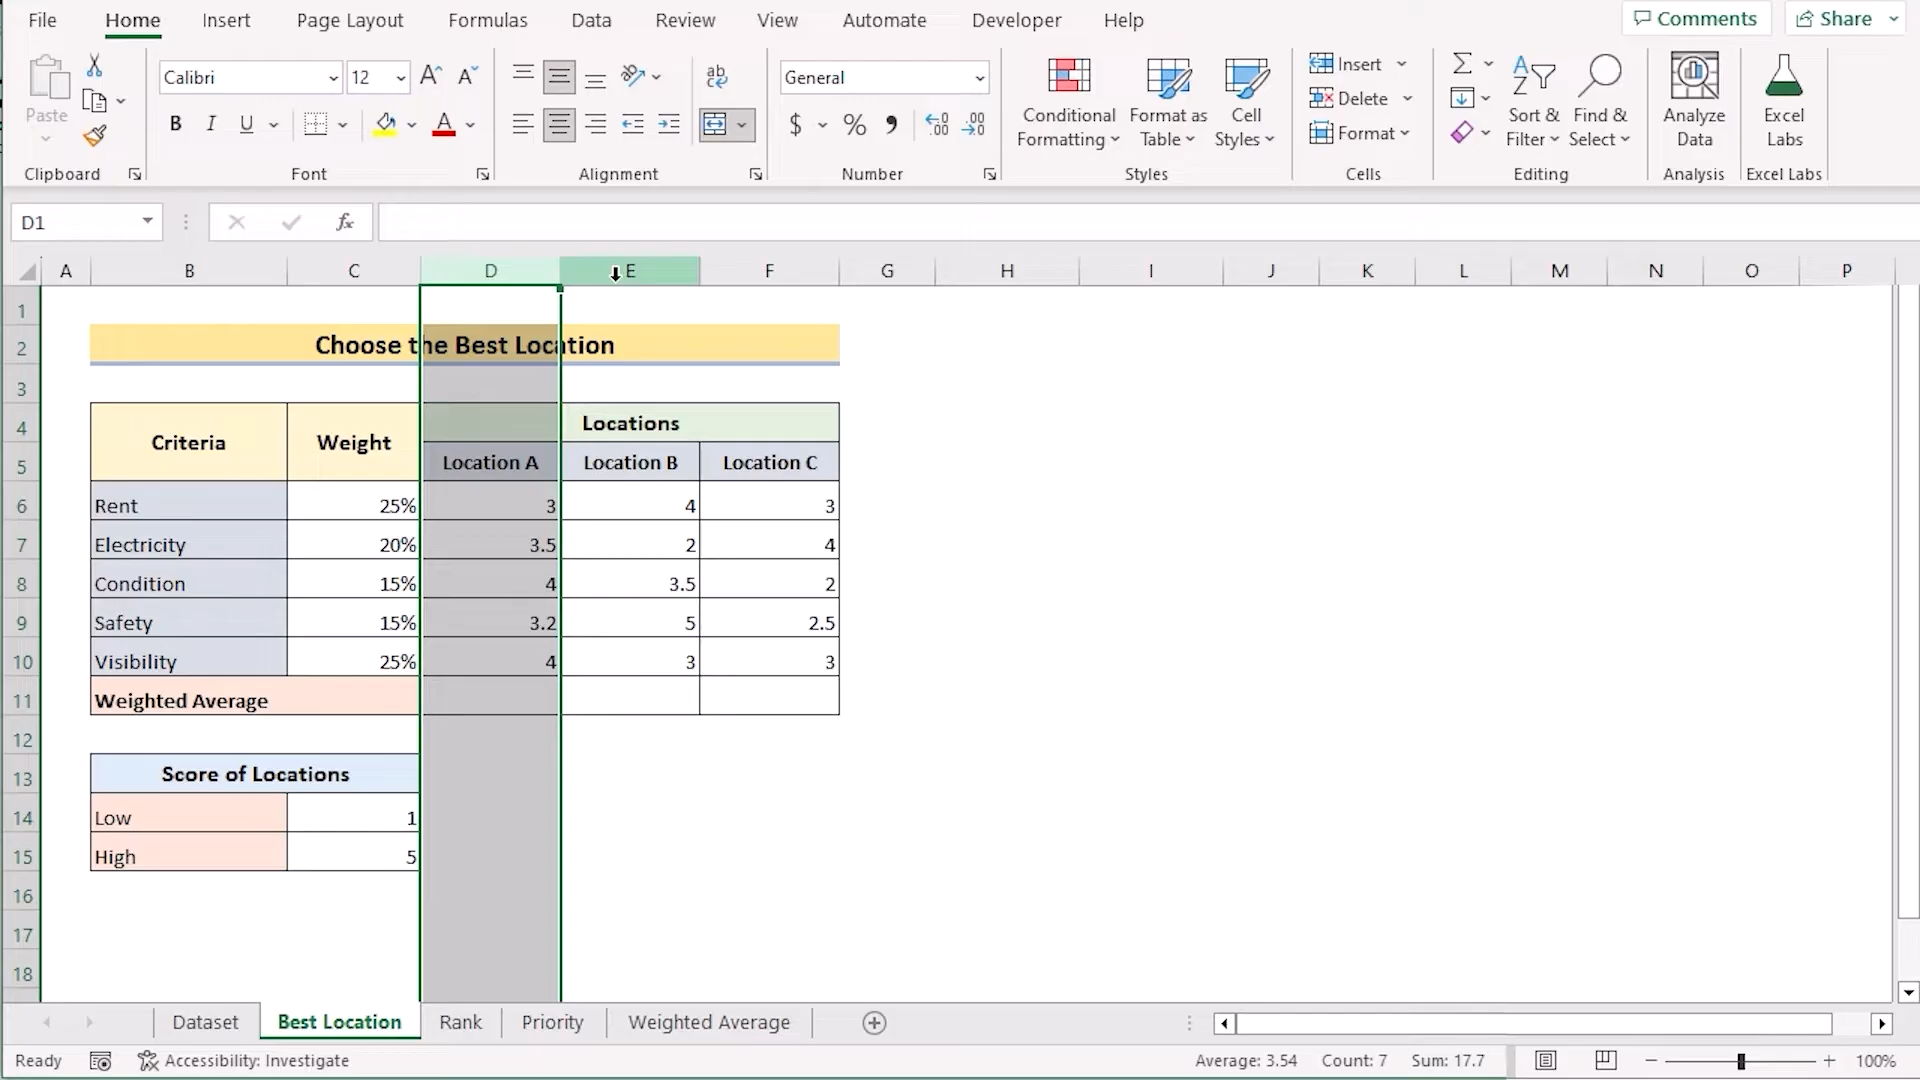 File Home Insert Page Layout Formulas Data Review View Automate Developer Help Comments Share
Paste
Calibri 12 A A
B I U A
ab
General
$ % 9
Conditional Formatting
Format as Table
Cell Styles
Insert
Delete
Format
Sort & Filter
Find & Select
Analyze Data
Excel Labs
Clipboard Font Alignment Number Styles Cells Editing Analysis Excel Labs
D1 fx
A B C D E F G H I J K L M N O P
1
2 Choose the Best Location
3
4 Criteria Weight Locations
5 Location A Location B Location C
6 Rent 25% 3 4 3
7 Electricity 20% 3.5 2 4
8 Condition 15% 4 3.5 2
9 Safety 15% 3.2 5 2.5
10 Visibility 25% 4 3 3
11 Weighted Average
12
13 Score of Locations
14 Low 1
15 High 5
16
17
18
Dataset Best Location Rank Priority Weighted Average
Ready Accessibility: Investigate Average: 3.54 Count: 7 Sum: 17.7 100%